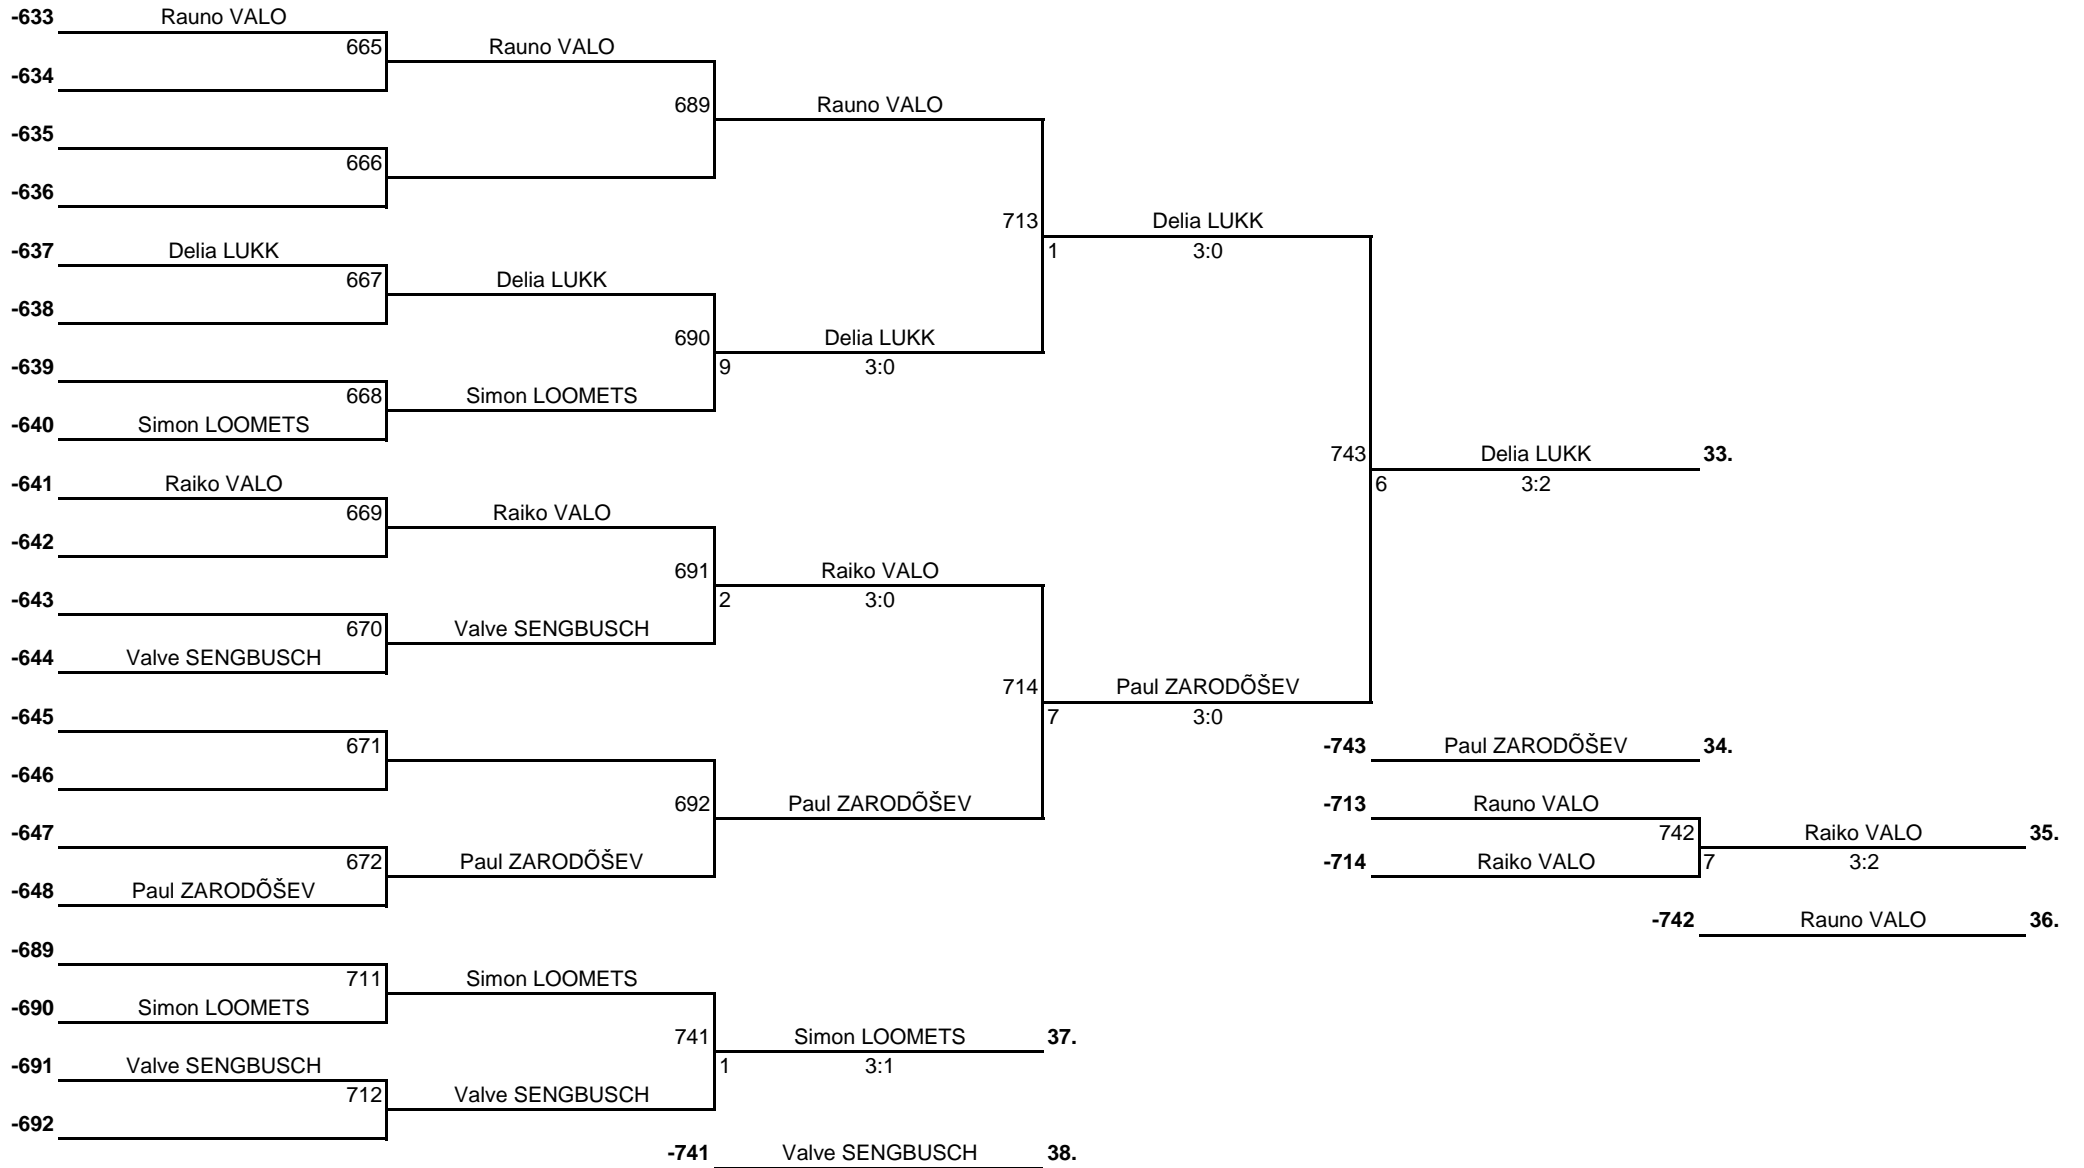 -633 Rauno VALO
665 Rauno VALO
-634
689 Rauno VALO
-635
666
-636
713 Delia LUKK
-637 Delia LUKK
1 3:0
667 Delia LUKK
-638
690 Delia LUKK
-639
9 3:0
668 Simon LOOMETS
-640 Simon LOOMETS
743 Delia LUKK 33.
-641 Raiko VALO
6 3:2
669 Raiko VALO
-642
691 Raiko VALO
-643
2 3:0
670 Valve SENGBUSCH
-644 Valve SENGBUSCH
714 Paul ZARODÕŠEV
-645
7 3:0
671
-743 Paul ZARODÕŠEV 34.
-646
692 Paul ZARODÕŠEV
-713 Rauno VALO
-647
742 Raiko VALO 35.
672 Paul ZARODÕŠEV
-714 Raiko VALO
7 3:2
-648 Paul ZARODÕŠEV
-742 Rauno VALO 36.
-689
711 Simon LOOMETS
-690 Simon LOOMETS
741 Simon LOOMETS 37.
-691 Valve SENGBUSCH
1 3:1
712 Valve SENGBUSCH
-692
-741 Valve SENGBUSCH 38.